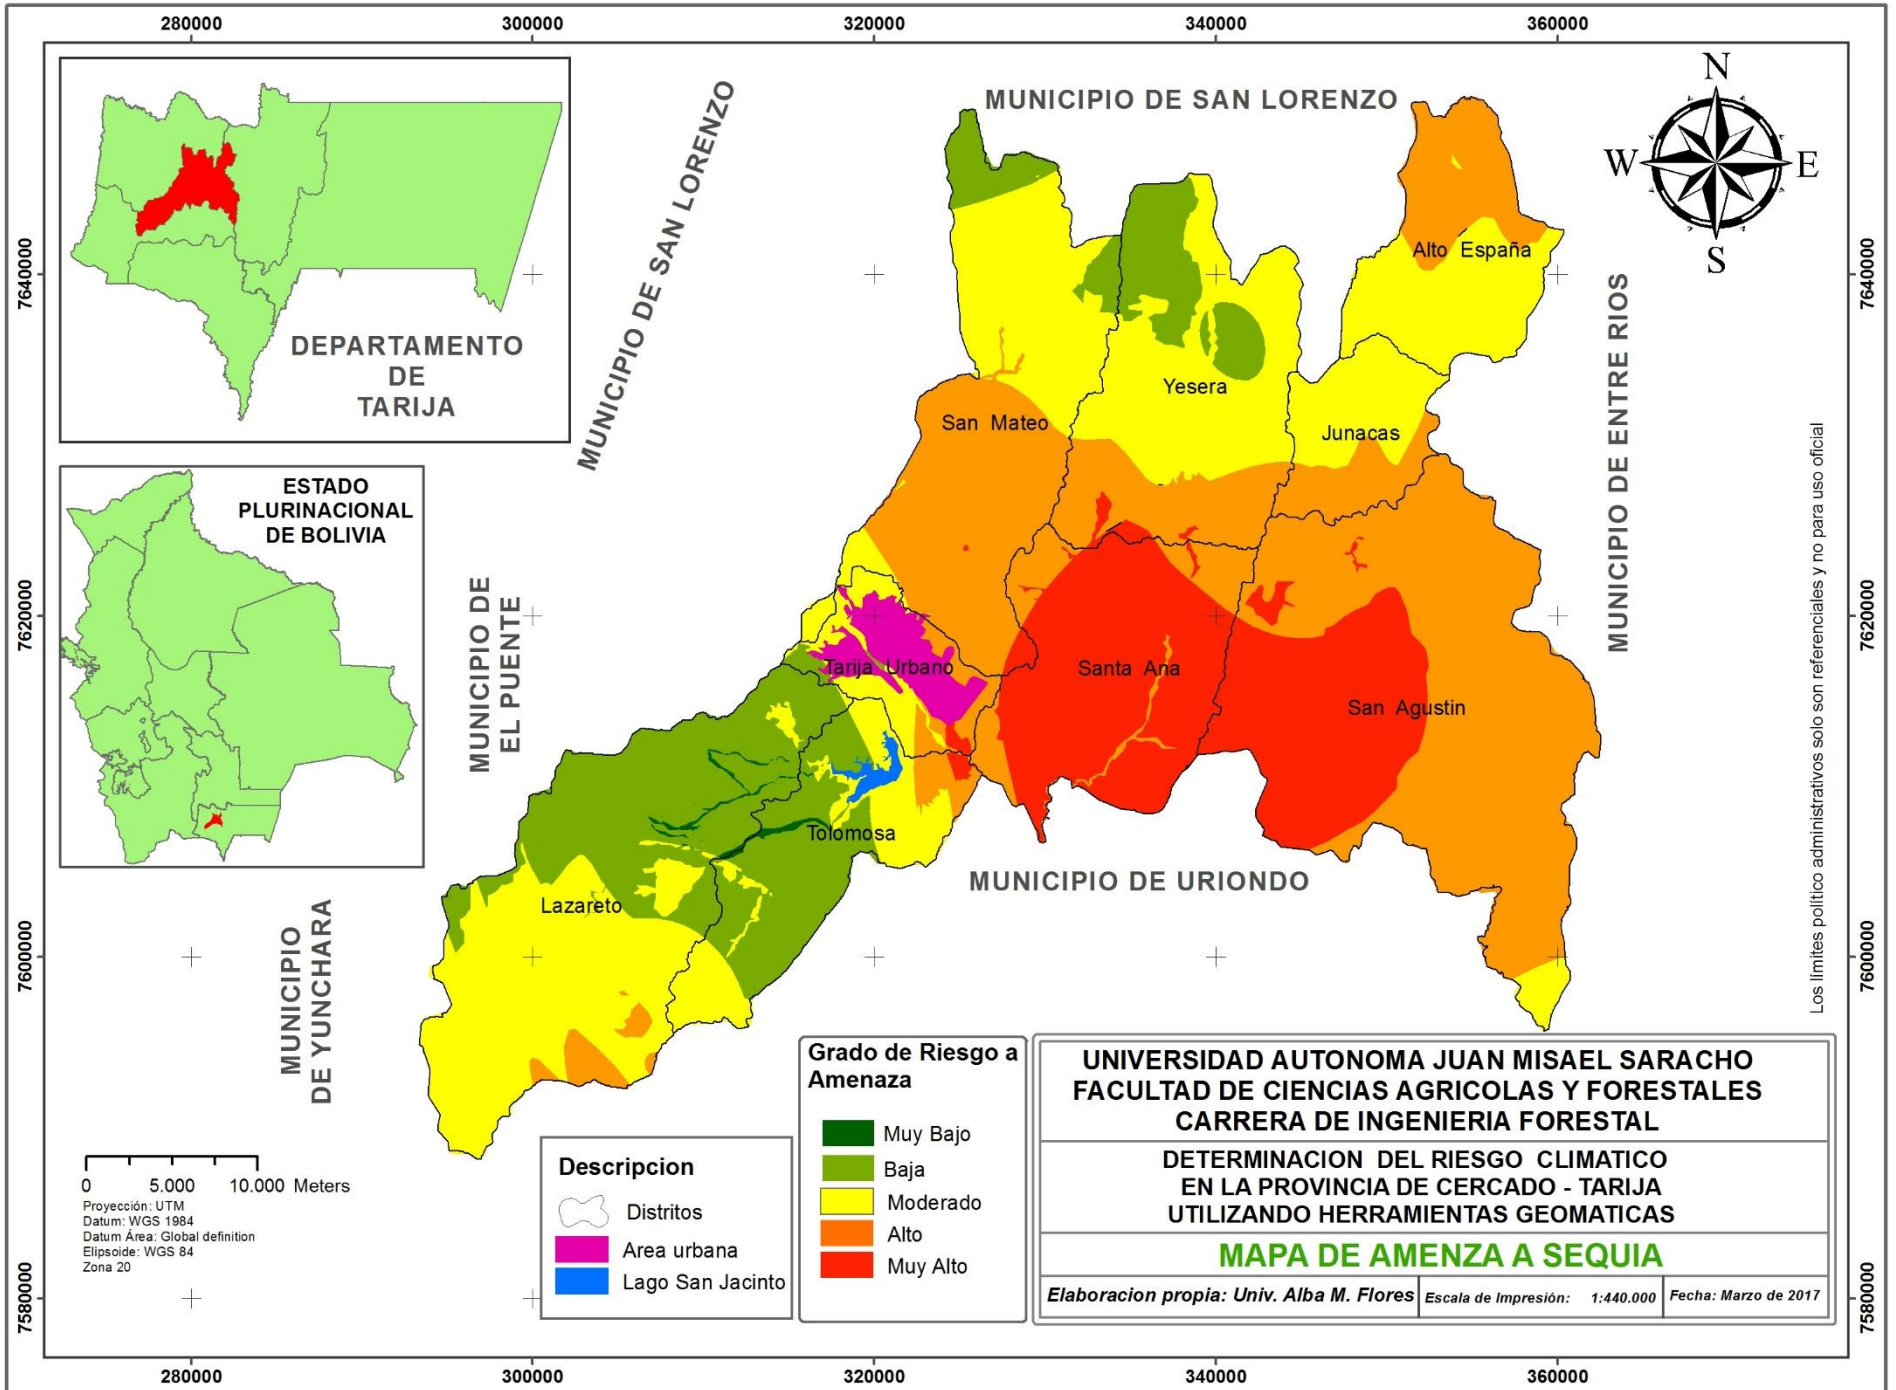 280000
300000
320000
340000
360000
7640000
7620000
7600000
7580000
7640000
7620000
7600000
7580000
DEPARTAMENTO
DE
TARIJA
ESTADO
PLURINACIONAL
DE BOLIVIA
MUNICIPIO DE SAN LORENZO
MUNICIPIO DE SAN LORENZO
N
W
E
S
MUNICIPIO DE ENTRE RIOS
MUNICIPIO DE
EL PUENTE
MUNICIPIO
DE YUNCHARA
MUNICIPIO DE URIONDO
Alto España
Yesera
San Mateo
Junacas
Tarija Urbano
Santa Ana
San Agustin
Tolomosa
Lazareto
Los límites político administrativos solo son referenciales y no para uso oficial
0 5.000 10.000 Meters
Proyección: UTM
Datum: WGS 1984
Datum Área: Global definition
Elipsoide: WGS 84
Zona 20
Descripcion
Distritos
Area urbana
Lago San Jacinto
Grado de Riesgo a
Amenaza
Muy Bajo
Baja
Moderado
Alto
Muy Alto
UNIVERSIDAD AUTONOMA JUAN MISAEL SARACHO
FACULTAD DE CIENCIAS AGRICOLAS Y FORESTALES
CARRERA DE INGENIERIA FORESTAL
DETERMINACION DEL RIESGO CLIMATICO
EN LA PROVINCIA DE CERCADO - TARIJA
UTILIZANDO HERRAMIENTAS GEOMATICAS
MAPA DE AMENZA A SEQUIA
Elaboracion propia: Univ. Alba M. Flores
Escala de Impresión: 1:440.000
Fecha: Marzo de 2017
280000
300000
320000
340000
360000